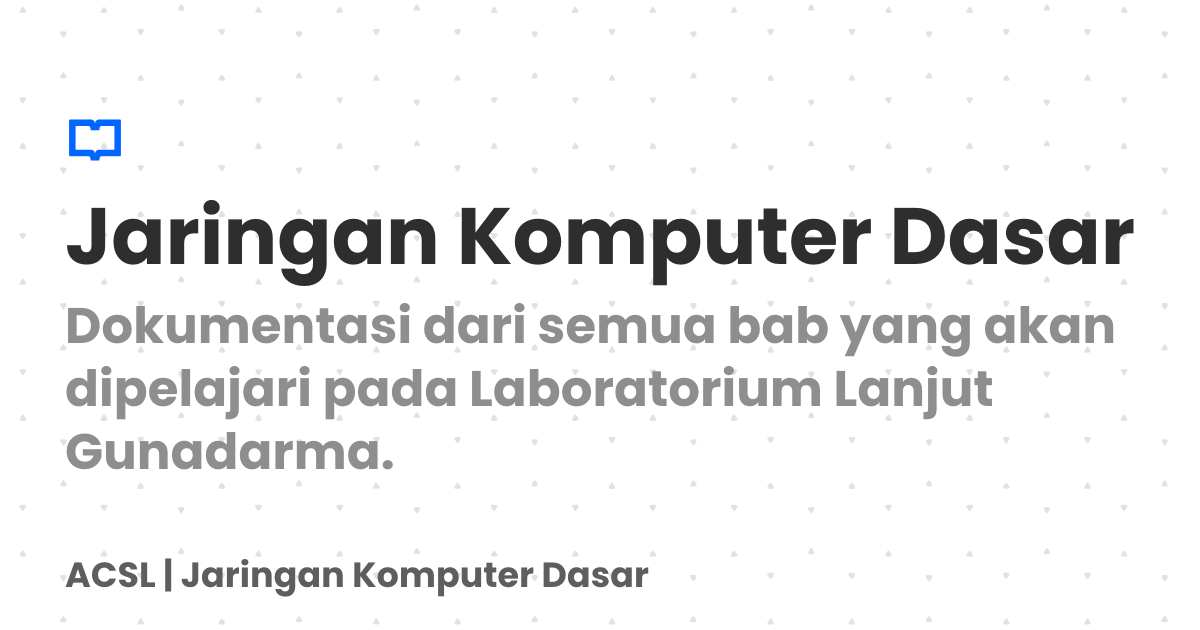 Jaringan Komputer Dasar
Dokumentasi dari semua bab yang akan
dipelajari pada Laboratorium Lanjut
Gunadarma.
ACSL | Jaringan Komputer Dasar